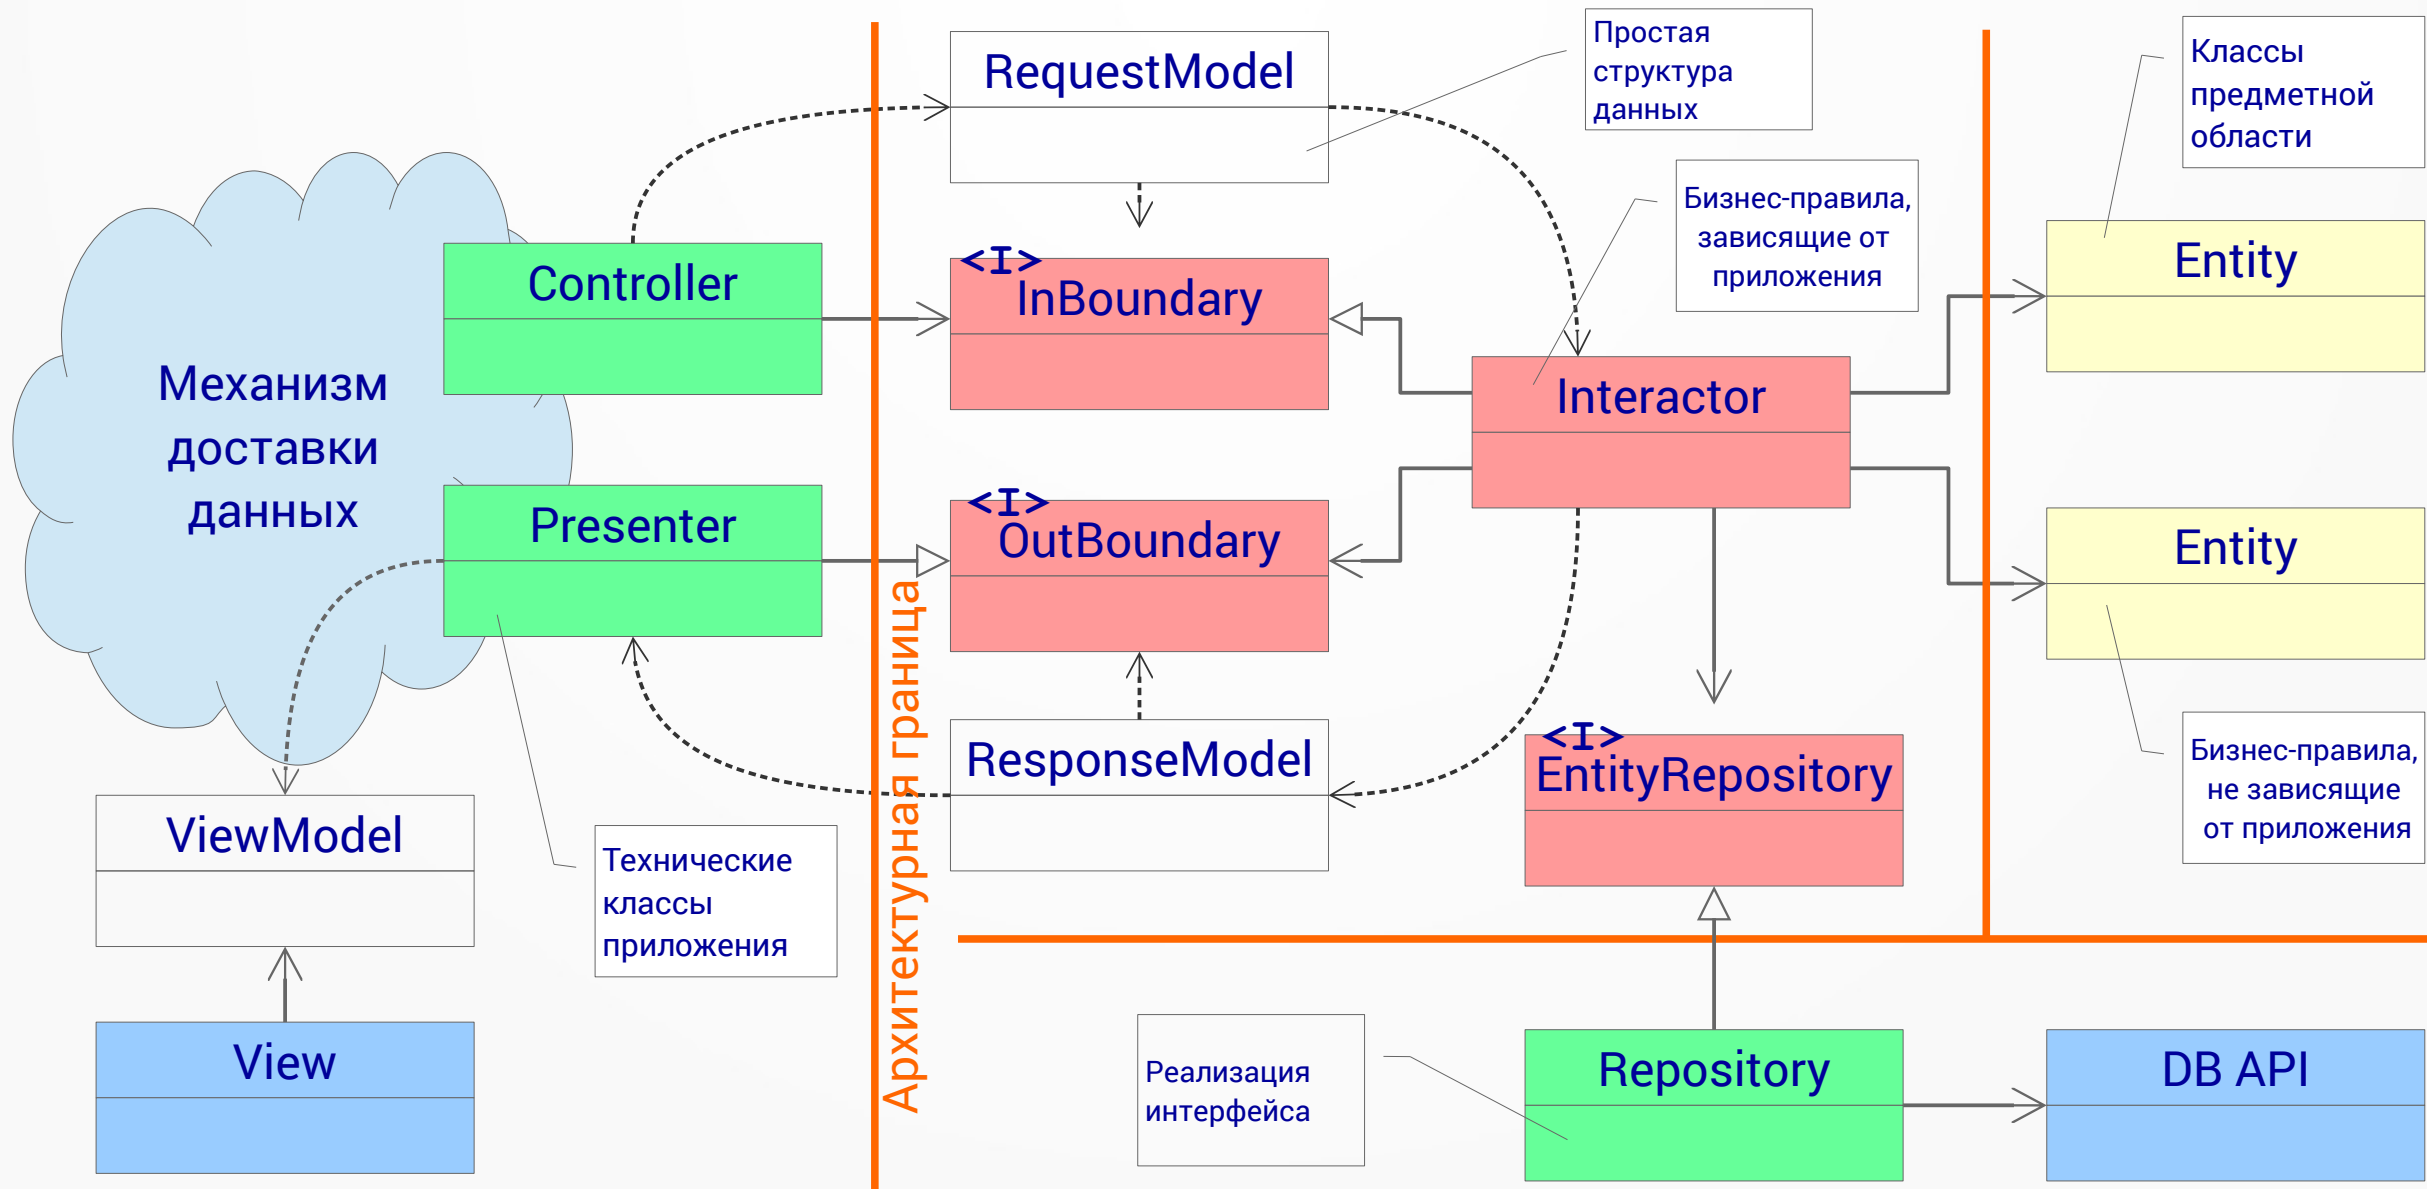 RequestModel
Простая
структура
данных
Классы
предметной
области
Бизнес-правила,
зависящие от
приложения
Controller
<I>
InBoundary
Entity
Механизм
доставки
данных
Interactor
Presenter
<I>
OutBoundary
Entity
Архитектурная граница
ResponseModel
<I>
EntityRepository
Бизнес-правила,
не зависящие
от приложения
ViewModel
Технические
классы
приложения
View
Реализация
интерфейса
Repository
DB API